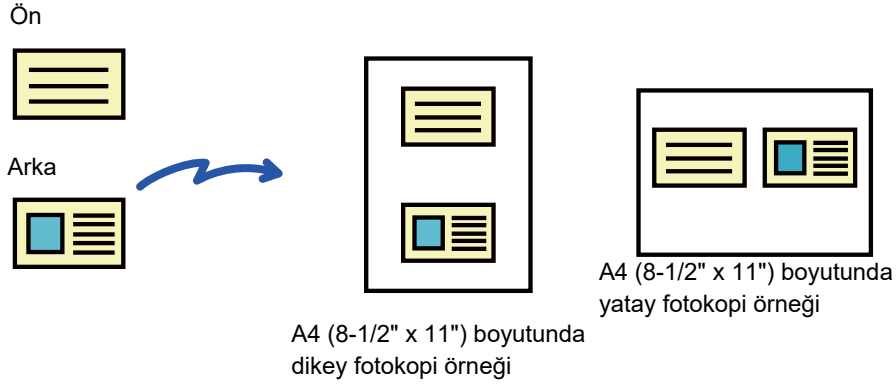 Ön
Arka
A4 (8-1/2" x 11") boyutunda
dikey fotokopi örneği
A4 (8-1/2" x 11") boyutunda
yatay fotokopi örneği